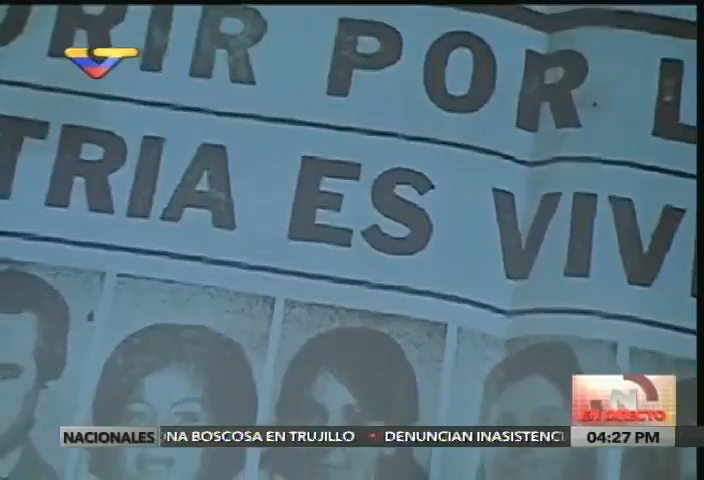 RIR POR L
TRIA ES VIV
N
EN DIRECTO
NACIONALES
NA BOSCOSA EN TRUJILLO • DENUNCIAN INASISTENC
04:27 PM